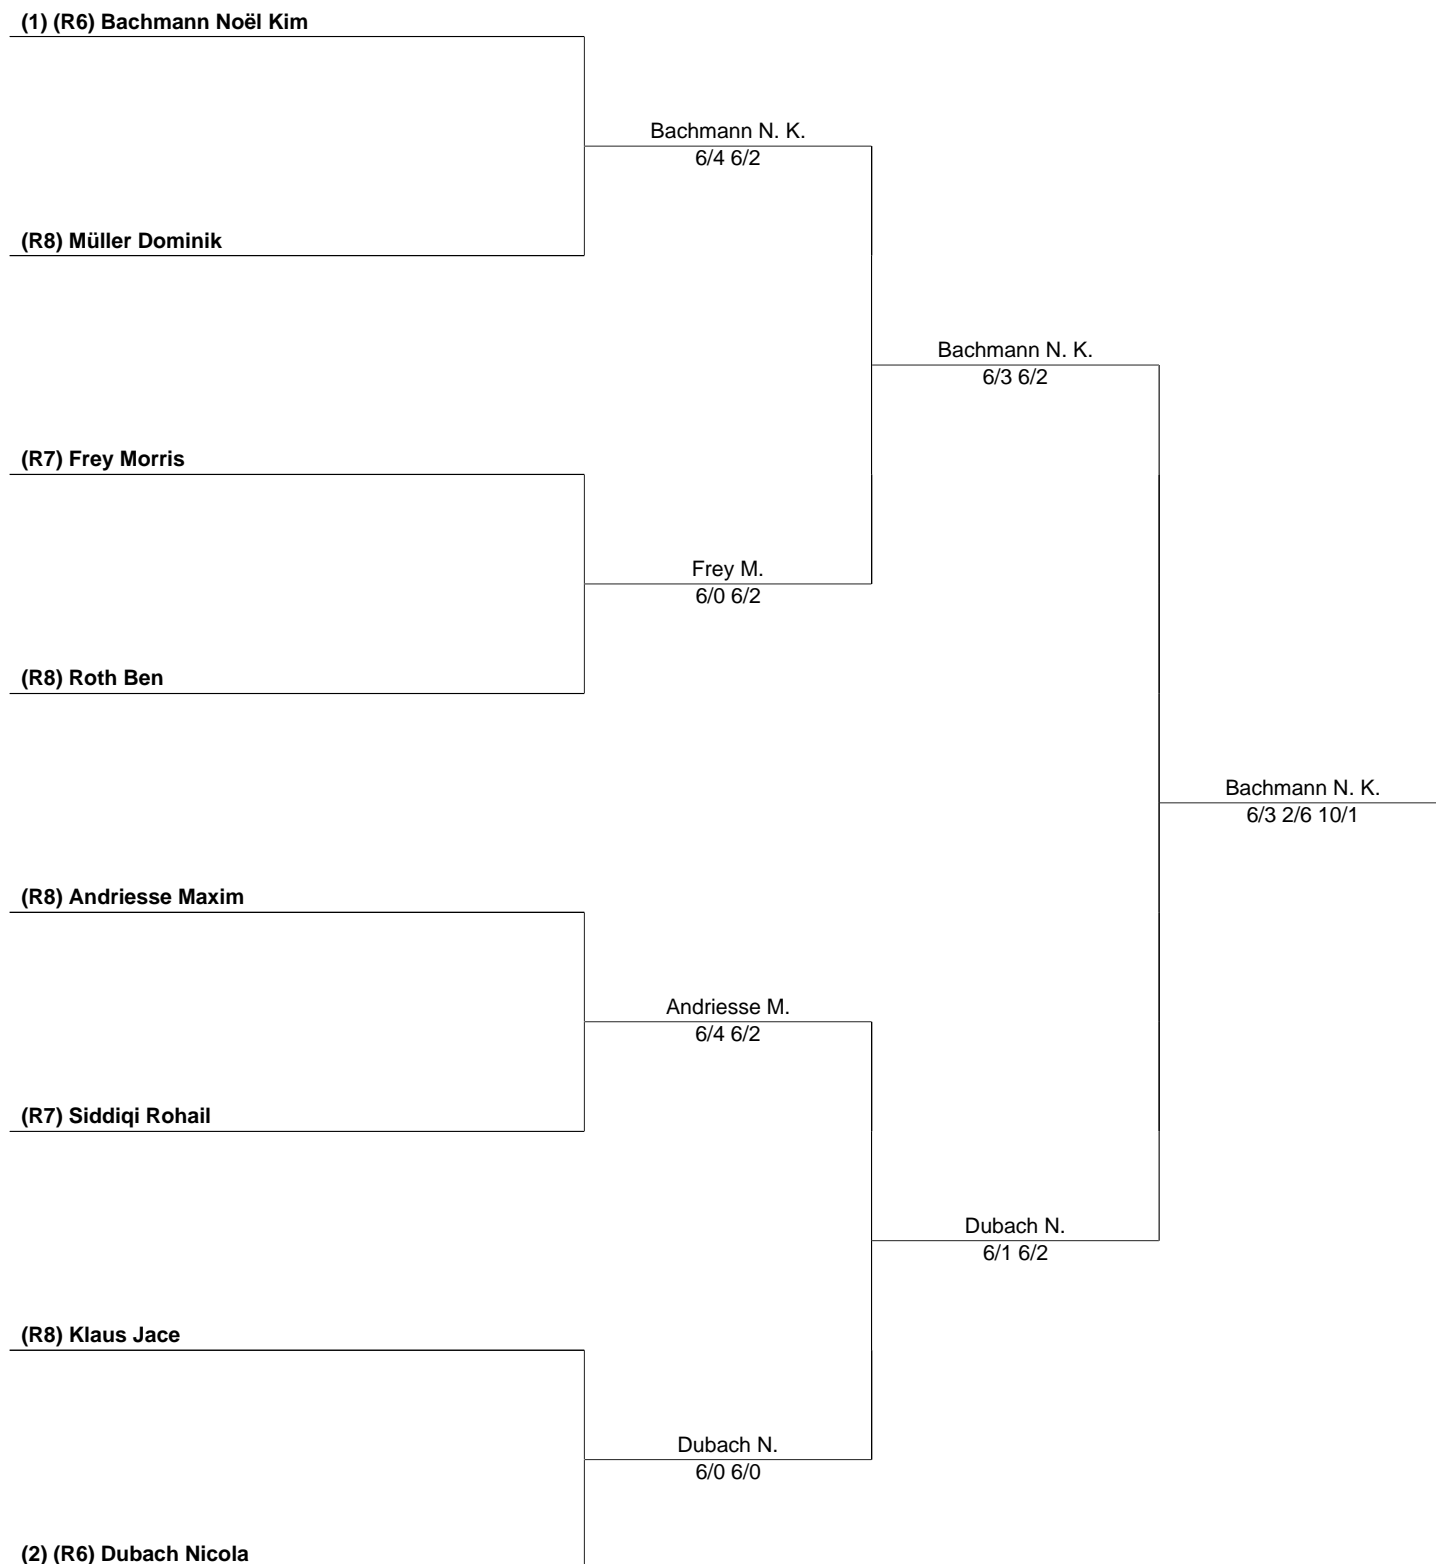 (1) (R6) Bachmann Noël Kim
Bachmann N. K.
6/4 6/2
(R8) Müller Dominik
Bachmann N. K.
6/3 6/2
(R7) Frey Morris
Frey M.
6/0 6/2
(R8) Roth Ben
Bachmann N. K.
6/3 2/6 10/1
(R8) Andriesse Maxim
Andriesse M.
6/4 6/2
(R7) Siddiqi Rohail
Dubach N.
6/1 6/2
(R8) Klaus Jace
Dubach N.
6/0 6/0
(2) (R6) Dubach Nicola